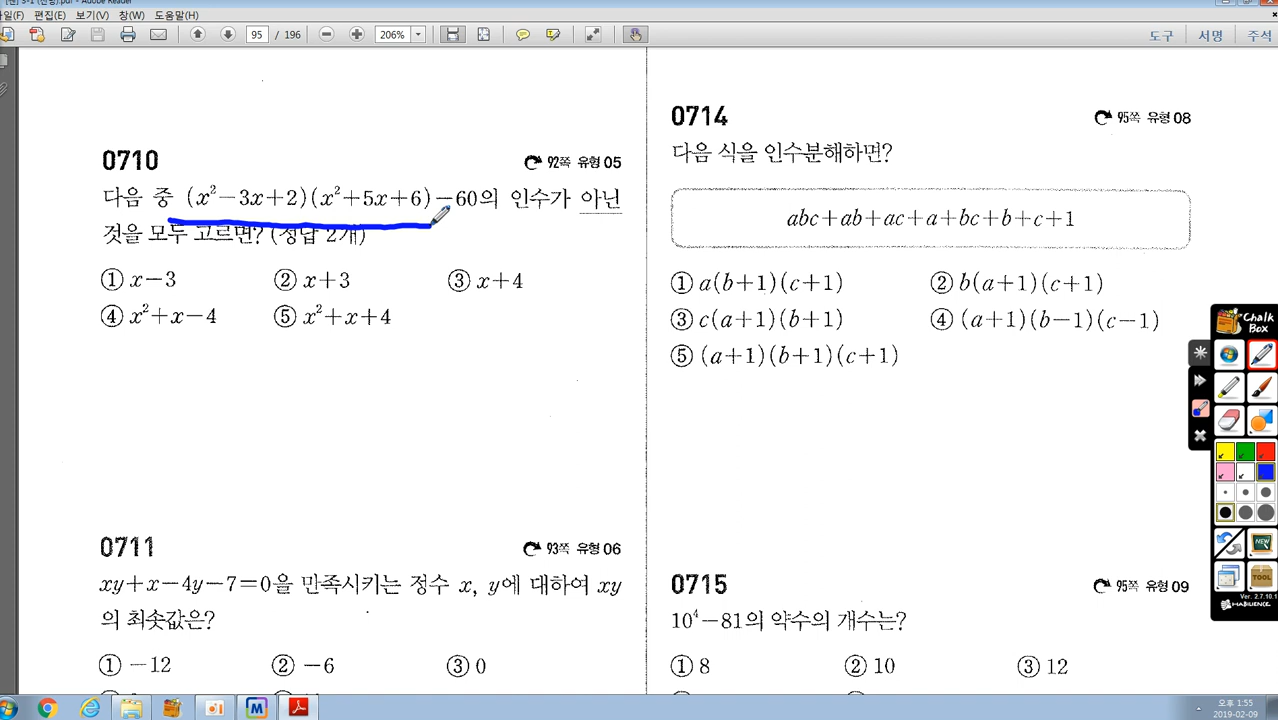 편집(E) 보기(V) 창(W) 도움말(H)
95 / 196 206% 도구 서명 주석
0710
92쪽 유형 05
다음 중 (x²−3x+2)(x²+5x+6)−60의 인수가 아닌
것을 모두 고르면? (정답 2개)
① x−3 ② x+3 ③ x+4
④ x²+x−4 ⑤ x²+x+4
0711
93쪽 유형 06
xy+x−4y−7=0을 만족시키는 정수 x, y에 대하여 xy
의 최솟값은?
① −12 ② −6 ③ 0
0714
95쪽 유형 08
다음 식을 인수분해하면?
abc+ab+ac+a+bc+b+c+1
① a(b+1)(c+1) ② b(a+1)(c+1)
③ c(a+1)(b+1) ④ (a+1)(b−1)(c−1)
⑤ (a+1)(b+1)(c+1)
0715
95쪽 유형 09
10⁴−81의 약수의 개수는?
① 8 ② 10 ③ 12
Chalk
Box
NEW
TOOL
Ver. 2.7.10.1
HABILIENCE
오후 1:55
2019-02-09